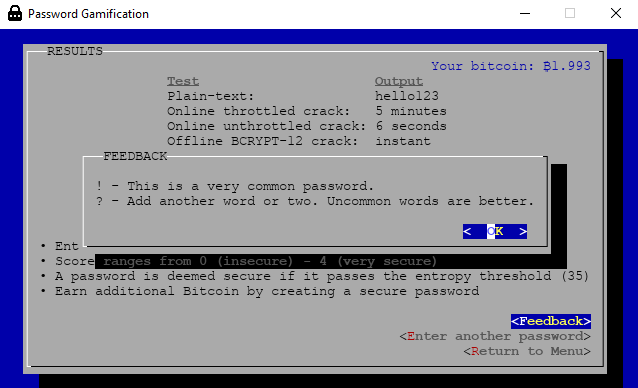 Password Gamification
RESULTS
Your bitcoin: ₿1.993
Test Output
Plain-text: hello123
Online throttled crack: 5 minutes
Online unthrottled crack: 6 seconds
Offline BCRYPT-12 crack: instant
FEEDBACK
! - This is a very common password.
? - Add another word or two. Uncommon words are better.
< OK >
• Ent
• Score ranges from 0 (insecure) - 4 (very secure)
• A password is deemed secure if it passes the entropy threshold (35)
• Earn additional Bitcoin by creating a secure password
<Feedback>
<Enter another password>
<Return to Menu>